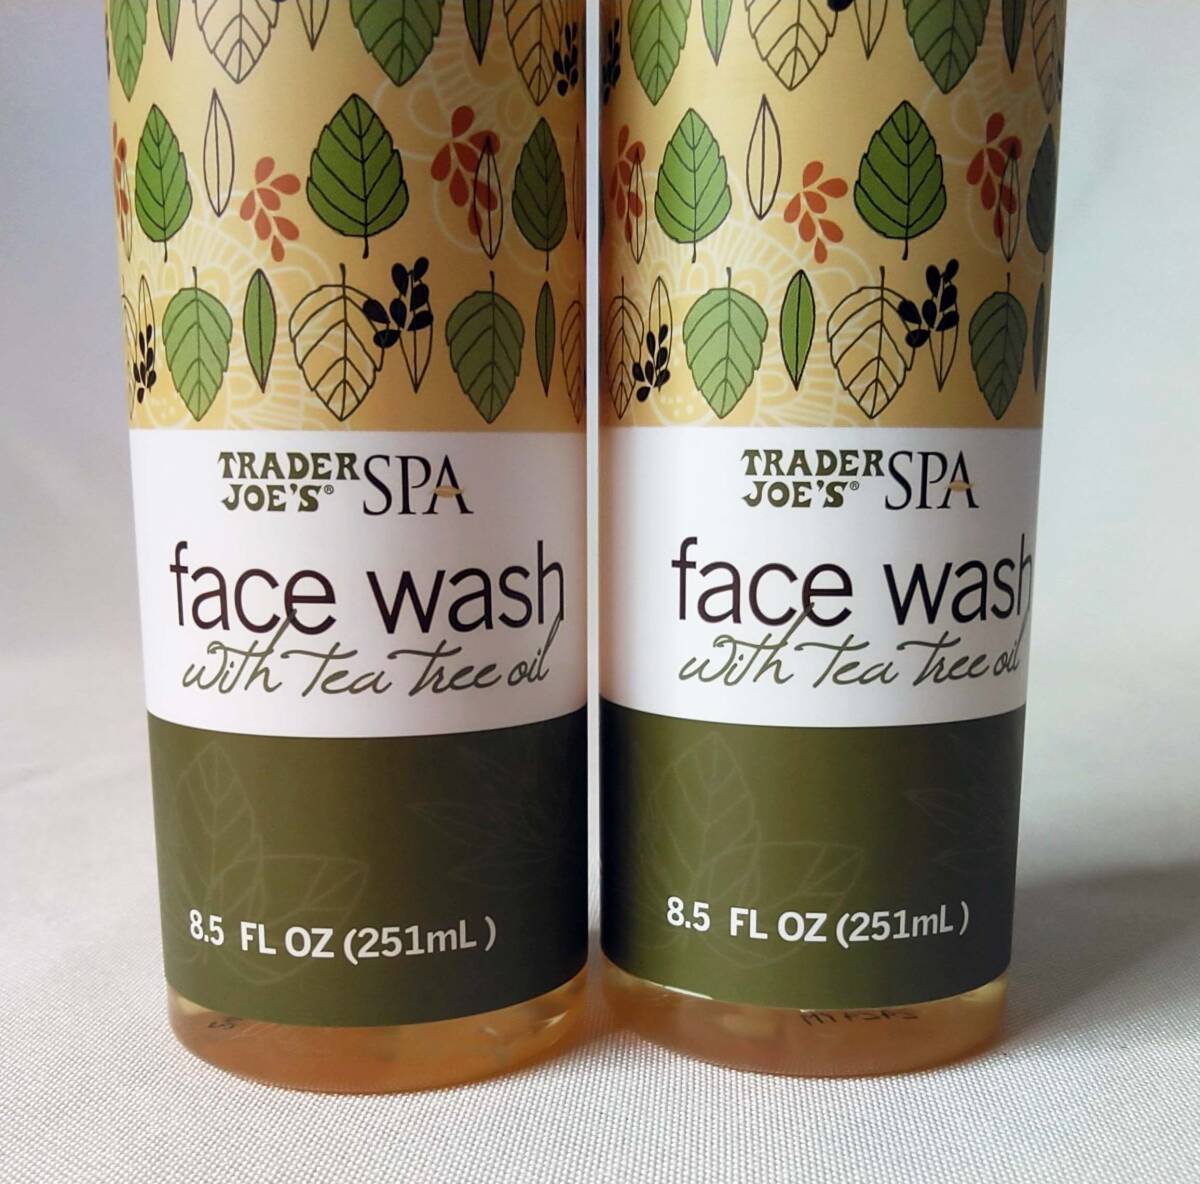 TRADER JOE'S® SPA
face wash
with tea tree oil
8.5 FL OZ (251mL)
TRADER JOE'S® SPA
face wash
with tea tree oil
8.5 FL OZ (251mL)